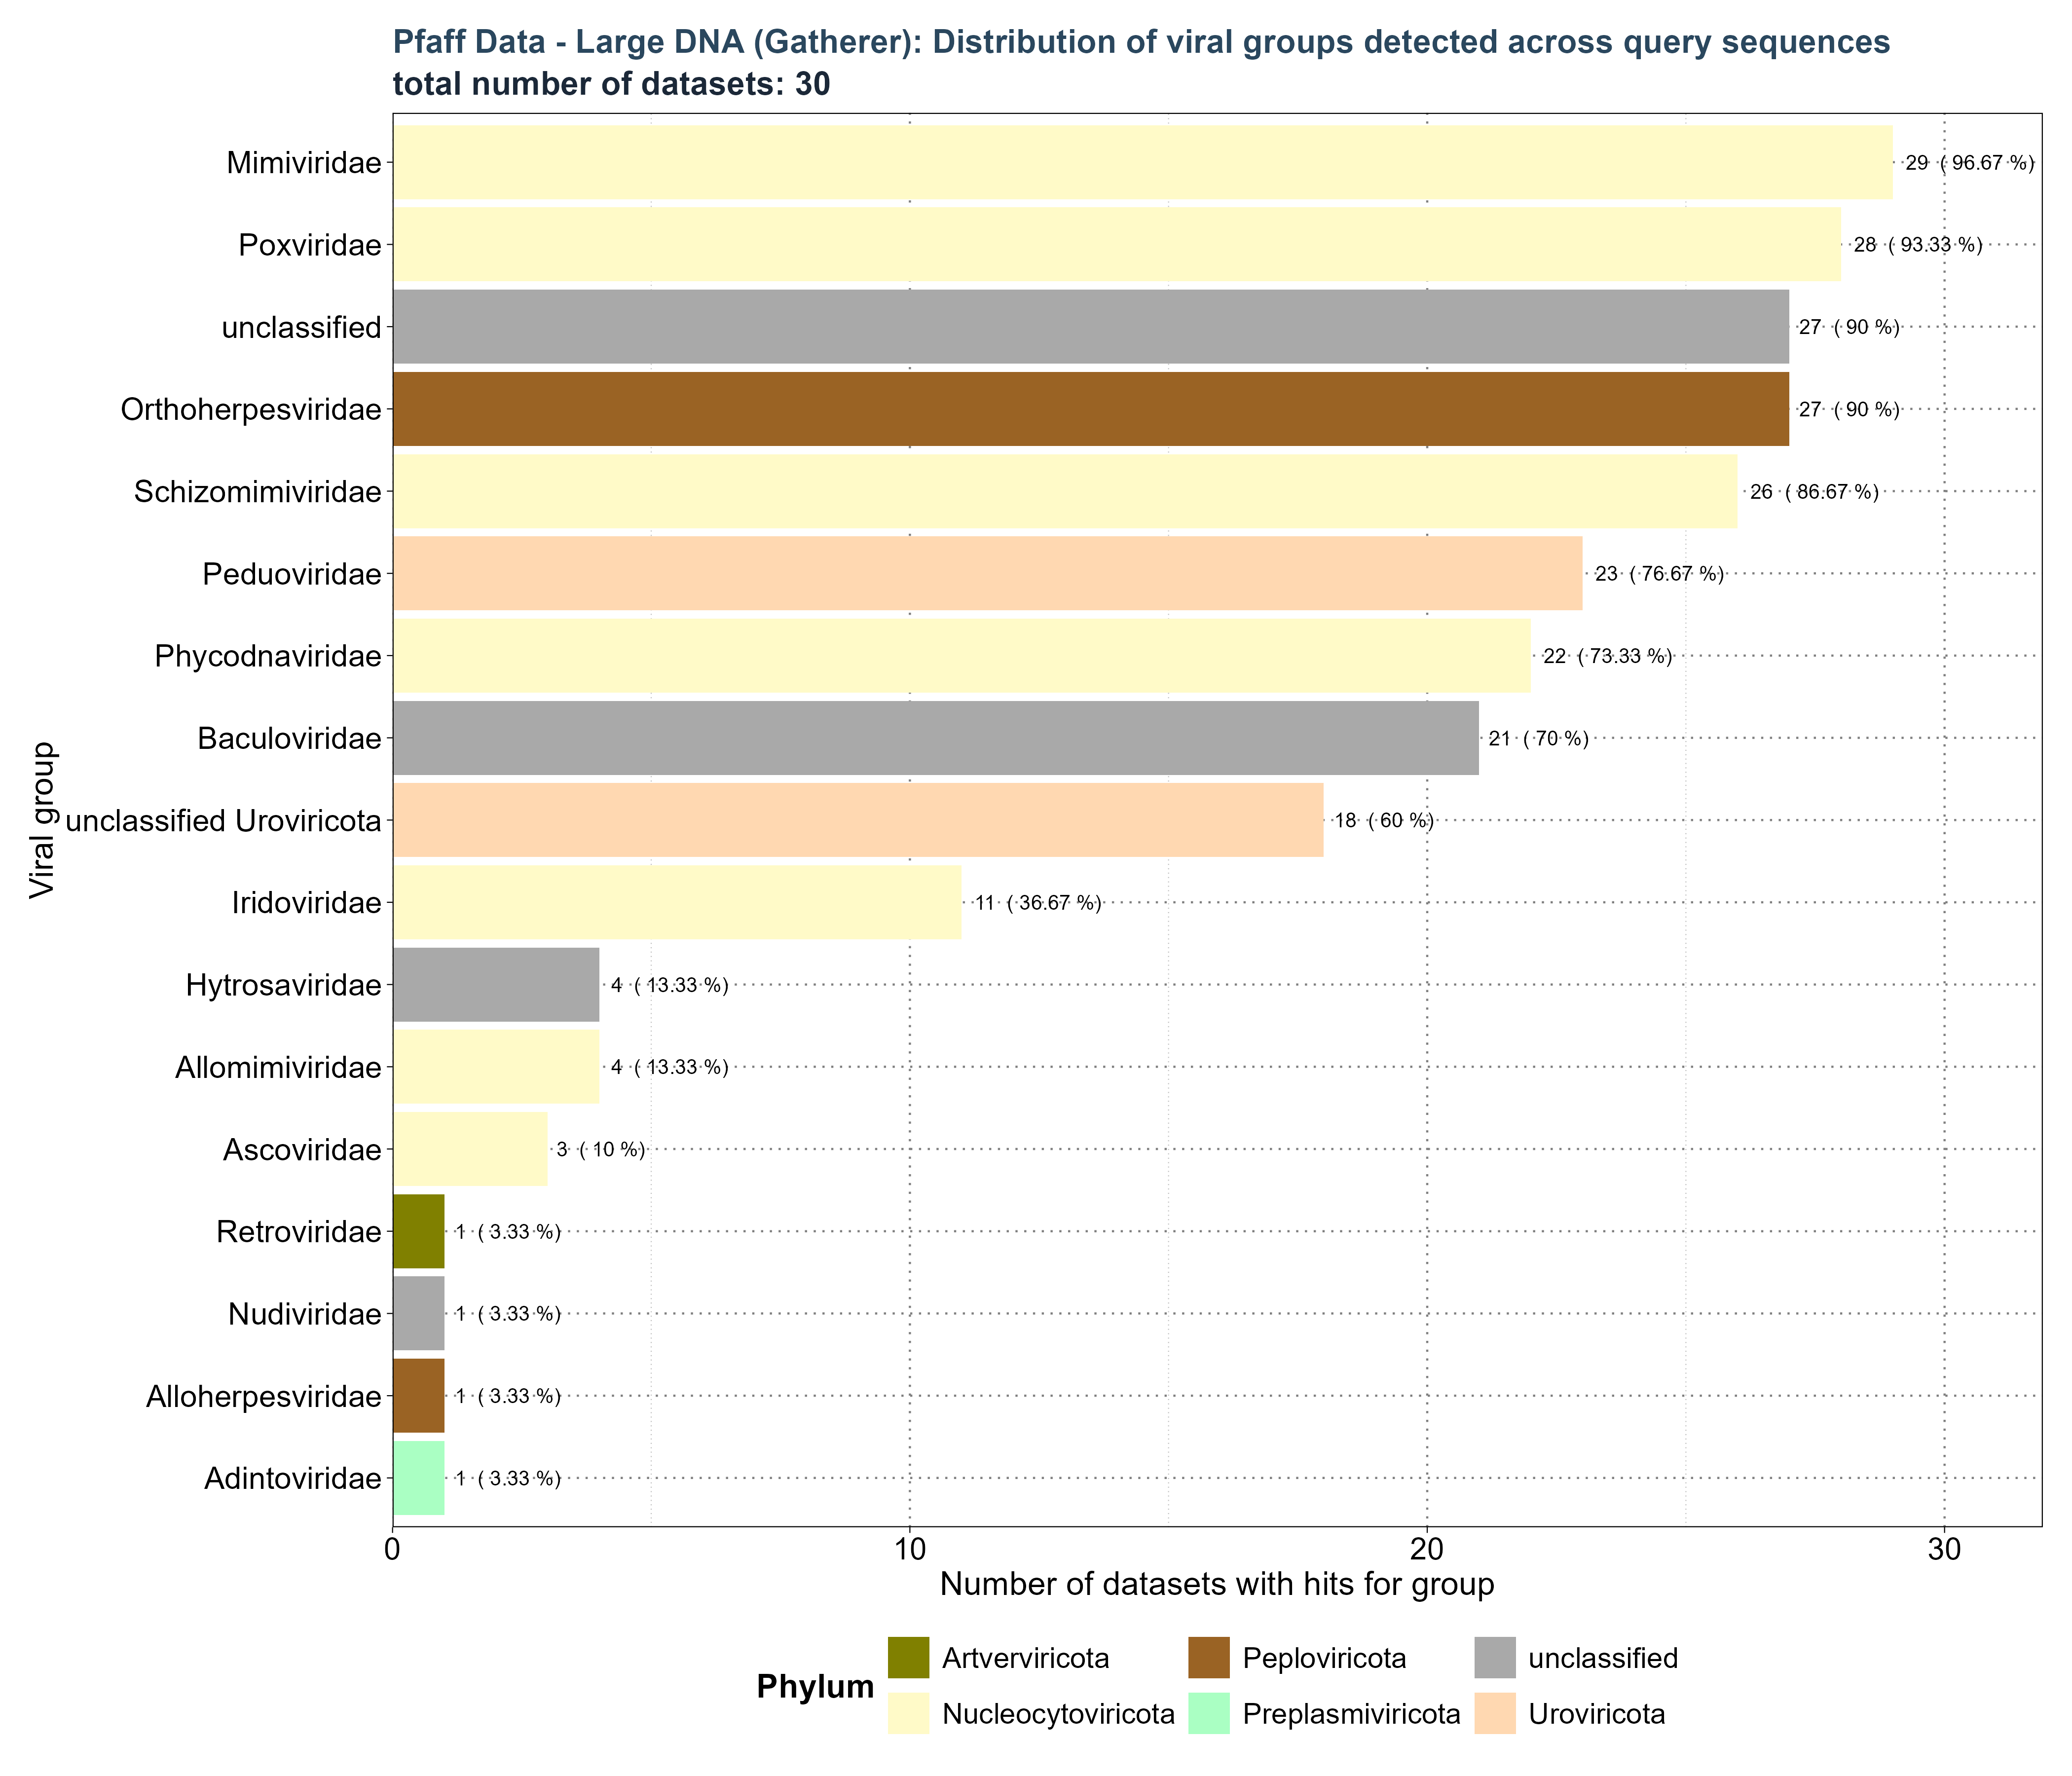 Pfaff Data - Large DNA (Gatherer): Distribution of viral groups detected across query sequences
total number of datasets: 30
Viral group
Mimiviridae 29 ( 96.67 %)
Poxviridae 28 ( 93.33 %)
unclassified 27 ( 90 %)
Orthoherpesviridae 27 ( 90 %)
Schizomimiviridae 26 ( 86.67 %)
Peduoviridae 23 ( 76.67 %)
Phycodnaviridae 22 ( 73.33 %)
Baculoviridae 21 ( 70 %)
unclassified Uroviricota 18 ( 60 %)
Iridoviridae 11 ( 36.67 %)
Hytrosaviridae 4 ( 13.33 %)
Allomimiviridae 4 ( 13.33 %)
Ascoviridae 3 ( 10 %)
Retroviridae 1 ( 3.33 %)
Nudiviridae 1 ( 3.33 %)
Alloherpesviridae 1 ( 3.33 %)
Adintoviridae 1 ( 3.33 %)
0 10 20 30
Number of datasets with hits for group
Phylum
Artverviricota Peploviricota unclassified
Nucleocytoviricota Preplasmiviricota Uroviricota